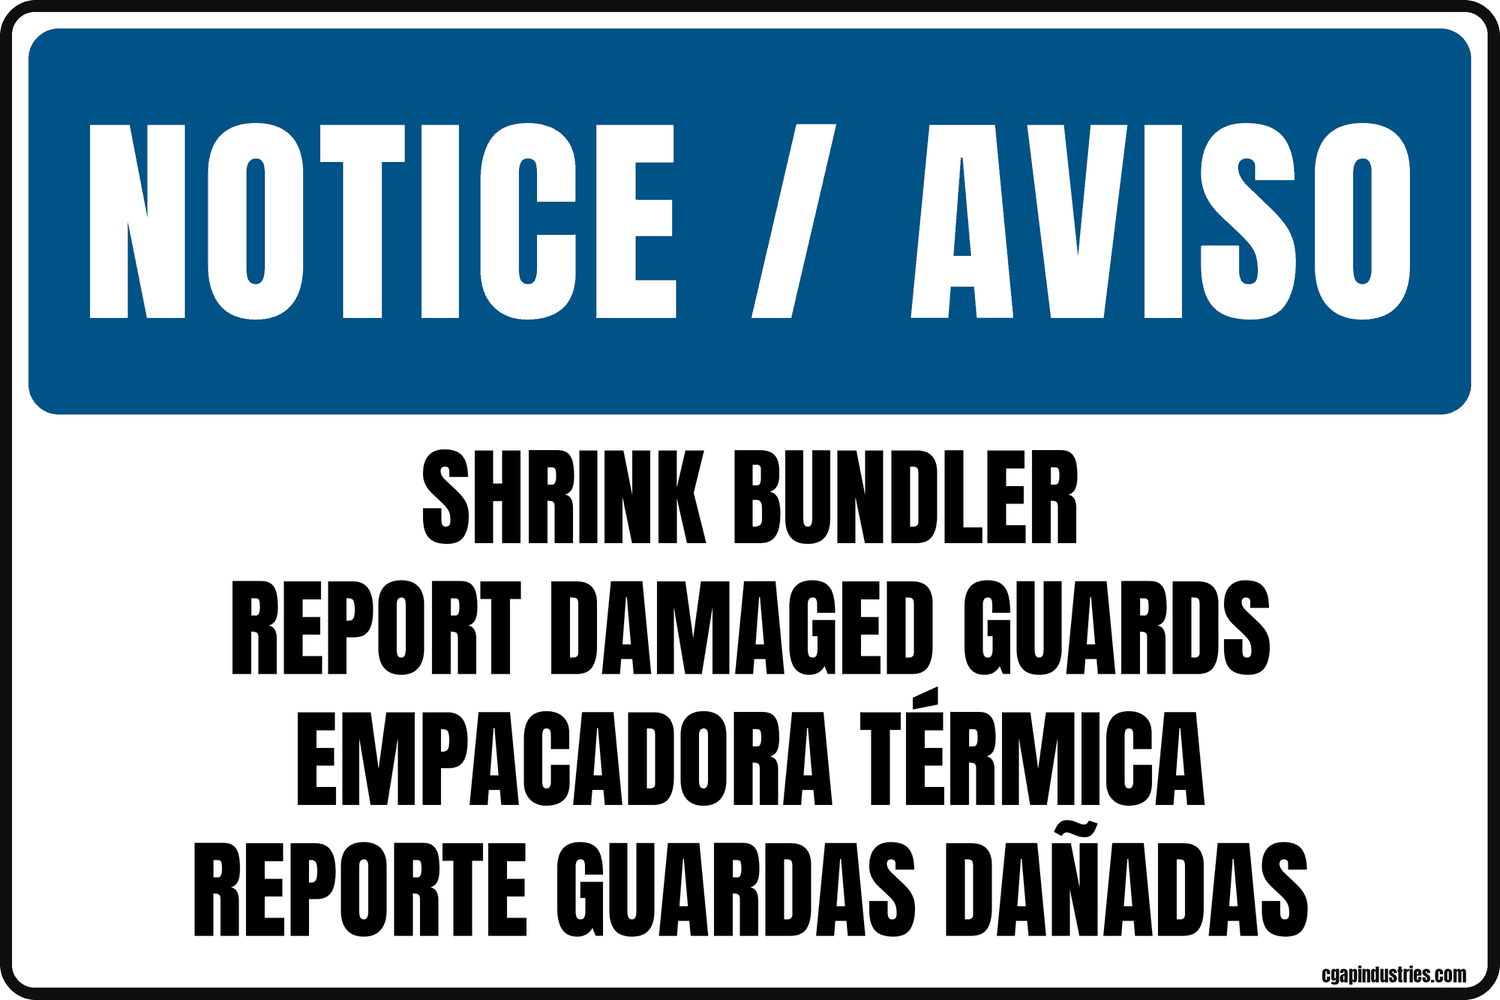 NOTICE / AVISO
SHRINK BUNDLER
REPORT DAMAGED GUARDS
EMPACADORA TÉRMICA
REPORTE GUARDAS DAÑADAS
cgapindustries.com